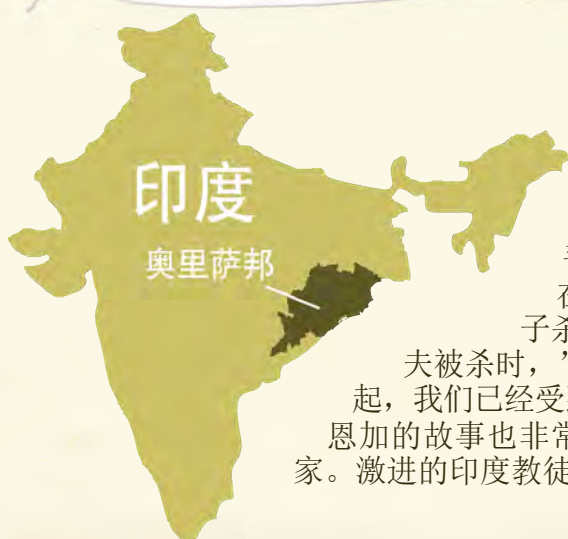 印度
奥里萨邦
子杀
夫被杀时，”
起，我们已经受
恩加的故事也非常
家。激进的印度教徒